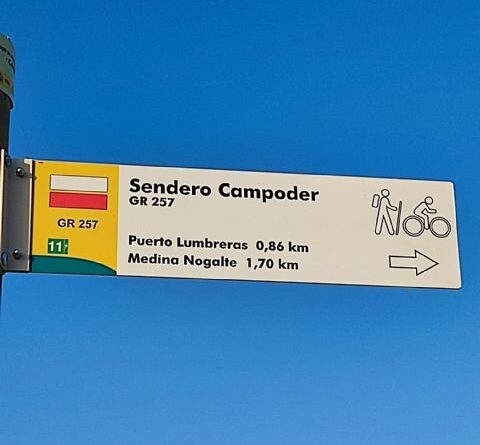 Sendero Campoder
GR 257
GR 257
Puerto Lumbreras 0,86 km
Medina Nogalte 1,70 km
11